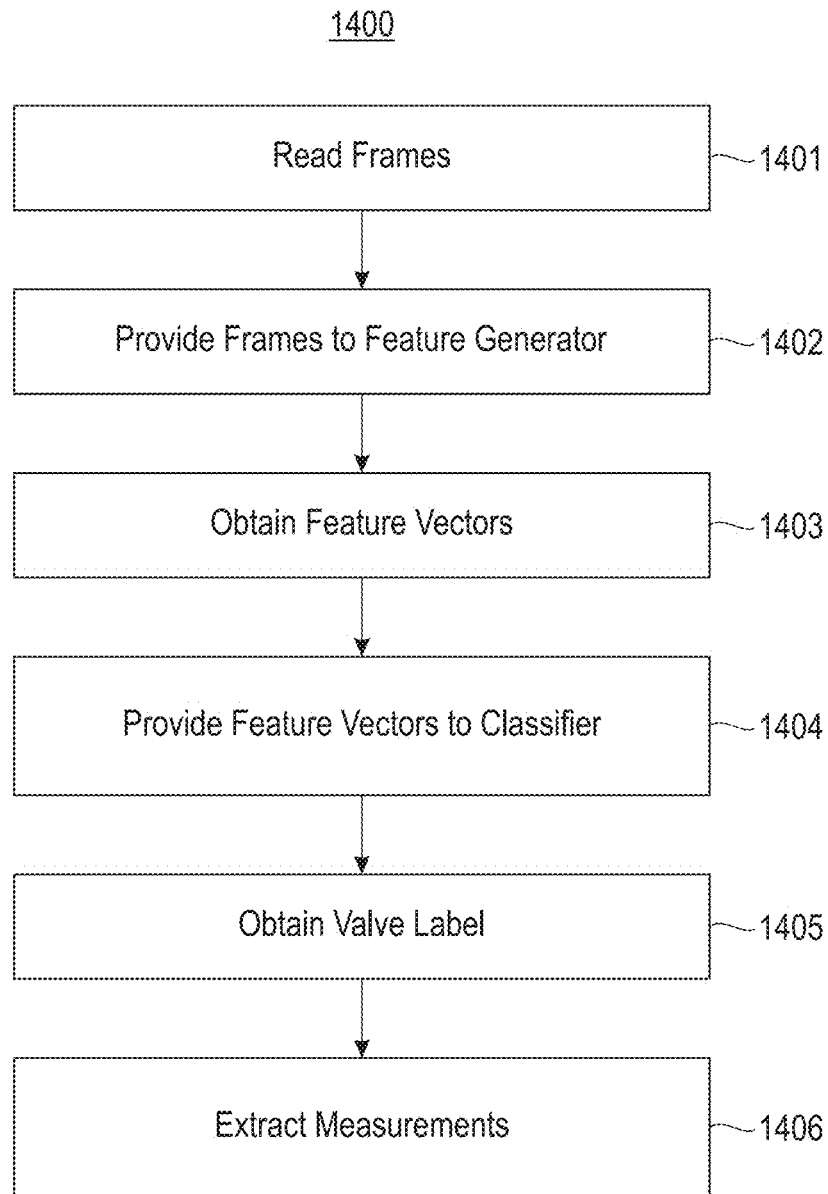 1400
Read Frames
1401
Provide Frames to Feature Generator
1402
Obtain Feature Vectors
1403
Provide Feature Vectors to Classifier
1404
Obtain Valve Label
1405
Extract Measurements
1406